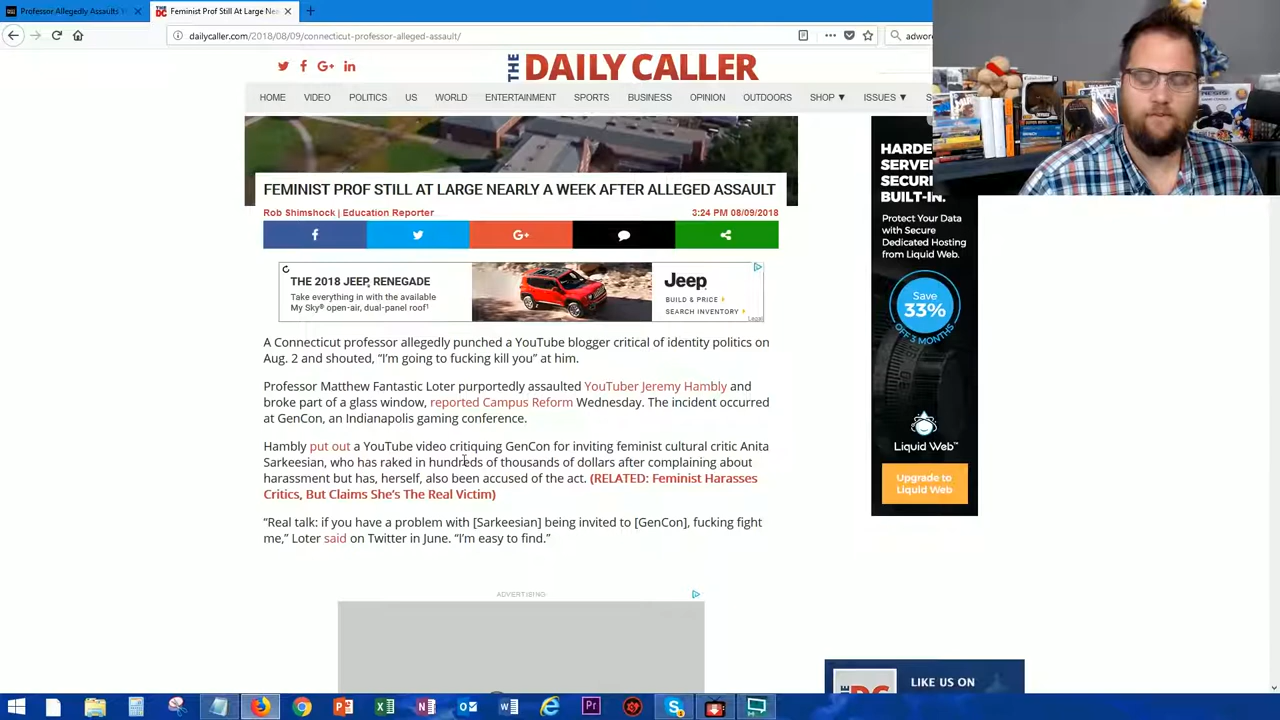 Professor Allegedly Assaults
Feminist Prof Still At Large Ne
dailycaller.com/2018/08/09/connecticut-professor-alleged-assault/
adwor
THE DAILY CALLER
HOME VIDEO POLITICS US WORLD ENTERTAINMENT SPORTS BUSINESS OPINION OUTDOORS SHOP ISSUES S
FEMINIST PROF STILL AT LARGE NEARLY A WEEK AFTER ALLEGED ASSAULT
Rob Shimshock | Education Reporter
3:24 PM 08/09/2018
THE 2018 JEEP® RENEGADE
Take everything in with the available
My Sky® open-air, dual-panel roof¹
Jeep
BUILD & PRICE
SEARCH INVENTORY
Legal
A Connecticut professor allegedly punched a YouTube blogger critical of identity politics on
Aug. 2 and shouted, “I’m going to fucking kill you” at him.
Professor Matthew Fantastic Loter purportedly assaulted YouTuber Jeremy Hambly and
broke part of a glass window, reported Campus Reform Wednesday. The incident occurred
at GenCon, an Indianapolis gaming conference.
Hambly put out a YouTube video critiquing GenCon for inviting feminist cultural critic Anita
Sarkeesian, who has raked in hundreds of thousands of dollars after complaining about
harassment but has, herself, also been accused of the act. (RELATED: Feminist Harasses
Critics, But Claims She’s The Real Victim)
“Real talk: if you have a problem with [Sarkeesian] being invited to [GenCon], fucking fight
me,” Loter said on Twitter in June. “I’m easy to find.”
ADVERTISING
HARDE
SERVE
SECUR
BUILT-IN.
Protect Your Data
with Secure
Dedicated Hosting
from Liquid Web.
Save
33%
OFF 3 MONTHS
Liquid Web™
Upgrade to
Liquid Web
THE DC
LIKE US ON
GENESIS